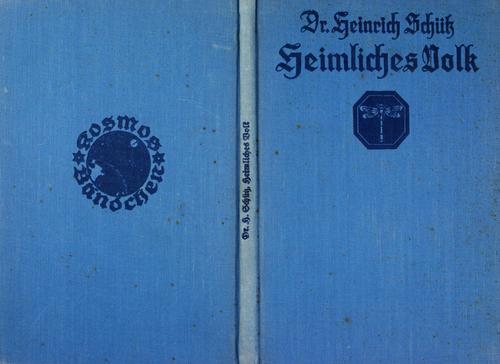 Kosmos
Bändchen
Dr. H. Schütz, Heimliches Volk
Dr. Heinrich Schütz
Heimliches Volk